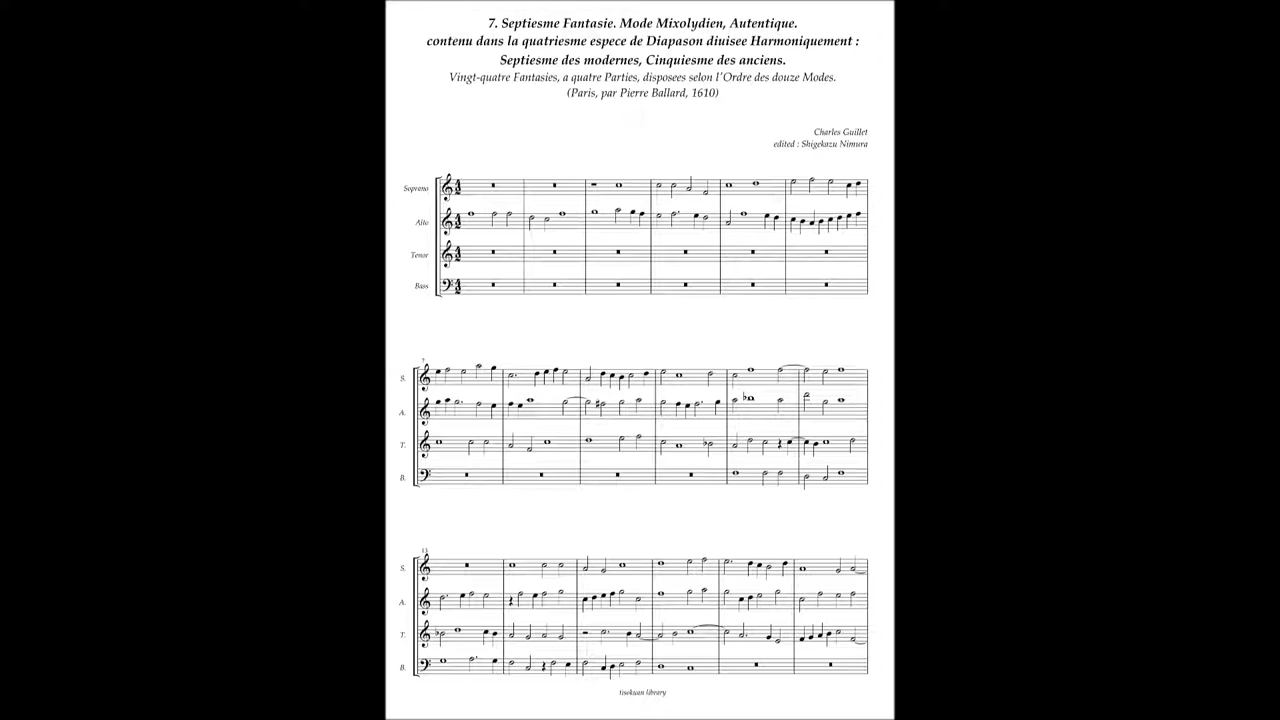 7. Septiesme Fantasie. Mode Mixolydien, Autentique.
contenu dans la quatriesme espece de Diapason diuisee Harmoniquement :
Septiesme des modernes, Cinquiesme des anciens.
Vingt-quatre Fantasies, a quatre Parties, disposees selon l'Ordre des douze Modes.
(Paris, par Pierre Ballard, 1610)
Charles Guillet
edited : Shigekazu Nimura
Soprano
Alto
Tenor
Bass
7
S.
A.
T.
B.
13
S.
A.
T.
B.
tisokuan library